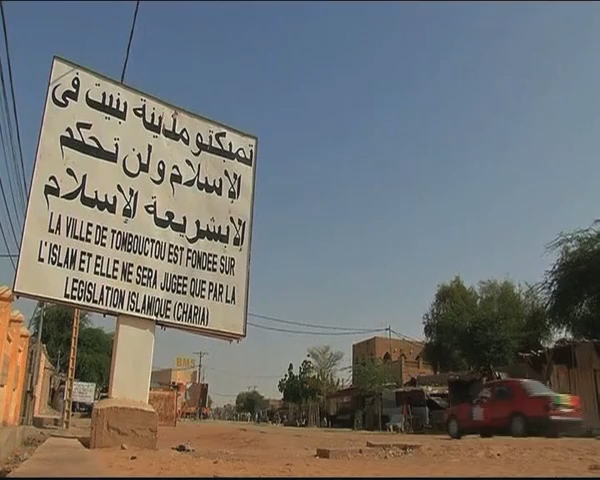 تمبكتو مدينة بنيت في
الإسلام ولن تحكم
إلا بشريعة الإسلام
LA VILLE DE TOMBOUCTOU EST FONDEE SUR
L'ISLAM ET ELLE NE SERA JUGEE QUE PAR LA
LEGISLATION ISLAMIQUE (CHARIA)
BMS